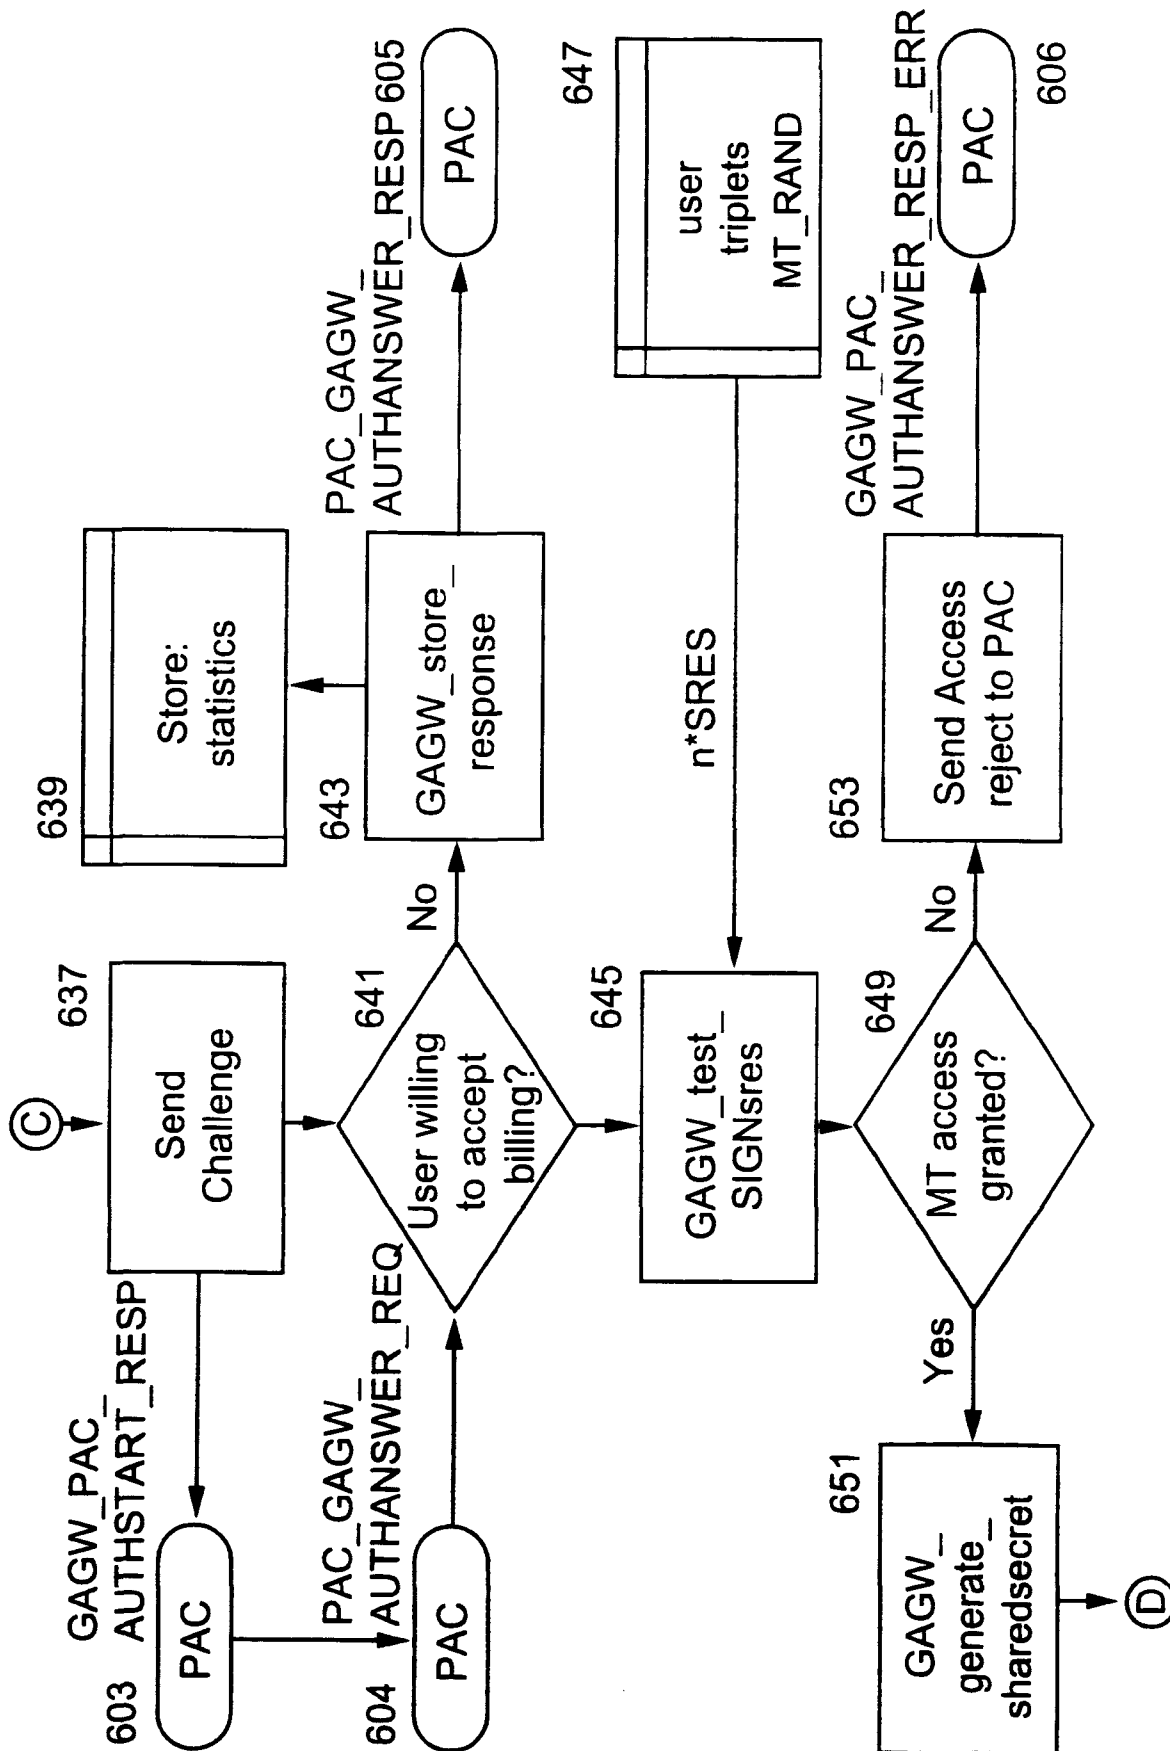 C
637
Send
Challenge
GAGW_PAC_
AUTHSTART_RESP
603
PAC
639
Store:
statistics
PAC_GAGW_
AUTHANSWER_REQ
604
PAC
641
User willing
to accept
billing?
No
643
GAGW_store_
response
PAC_GAGW_
AUTHANSWER_RESP 605
PAC
645
GAGW_test_
SIGNsres
n*SRES
647
user
triplets
MT_RAND
649
MT access
granted?
No
653
Send Access
reject to PAC
GAGW_PAC_
AUTHANSWER_RESP_ERR
PAC
606
Yes
651
GAGW_
generate_
sharedsecret
D